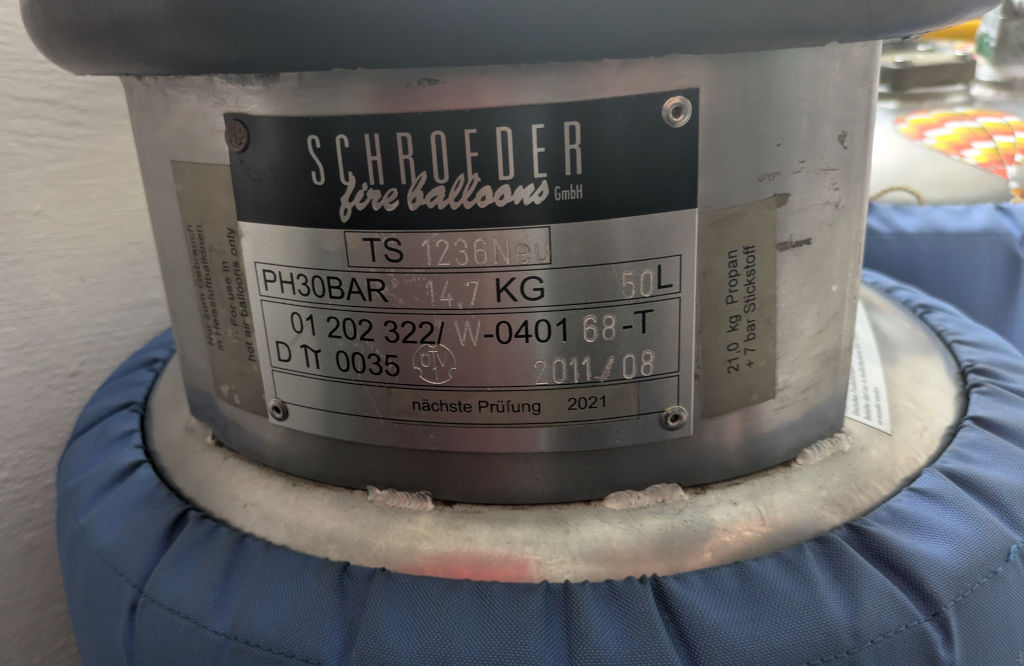 SCHROEDER
fire balloons GmbH
TS 1236Neu
PH30BAR 14.7 KG 50L
01 202 322/ W-0401 68-T
D π 0035 TÜV 2011/08
nächste Prüfung 2021
Nur zum Gebrauch
in Heissluftballonen
For use in
hot air balloons only
21,0 kg Propan
+ 7 bar Stickstoff